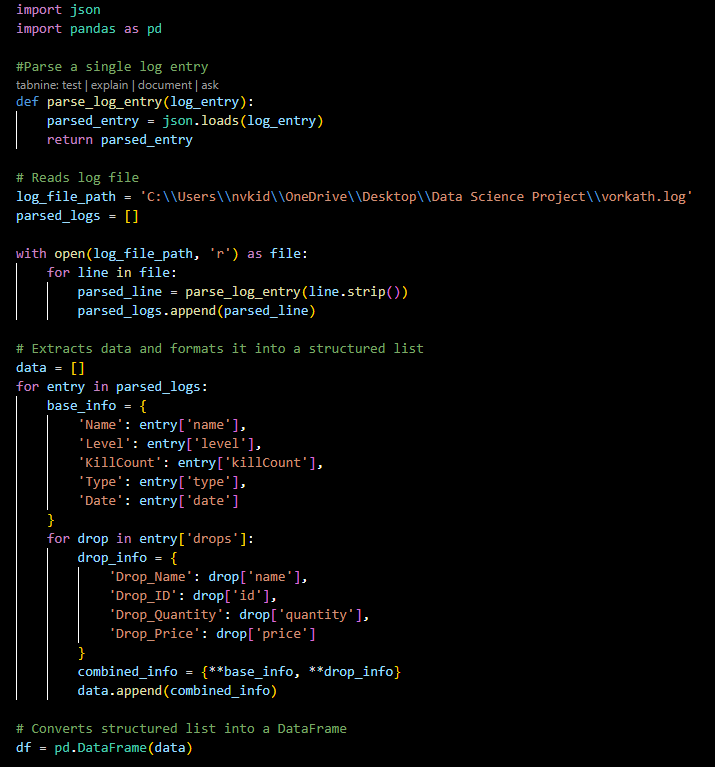 import json
import pandas as pd
#Parse a single log entry
tabnine: test | explain | document | ask
def parse_log_entry(log_entry):
    parsed_entry = json.loads(log_entry)
    return parsed_entry
# Reads log file
log_file_path = 'C:\\Users\\nvkid\\OneDrive\\Desktop\\Data Science Project\\vorkath.log'
parsed_logs = []
with open(log_file_path, 'r') as file:
    for line in file:
        parsed_line = parse_log_entry(line.strip())
        parsed_logs.append(parsed_line)
# Extracts data and formats it into a structured list
data = []
for entry in parsed_logs:
    base_info = {
        'Name': entry['name'],
        'Level': entry['level'],
        'KillCount': entry['killCount'],
        'Type': entry['type'],
        'Date': entry['date']
    }
    for drop in entry['drops']:
        drop_info = {
            'Drop_Name': drop['name'],
            'Drop_ID': drop['id'],
            'Drop_Quantity': drop['quantity'],
            'Drop_Price': drop['price']
        }
        combined_info = {**base_info, **drop_info}
        data.append(combined_info)
# Converts structured list into a DataFrame
df = pd.DataFrame(data)